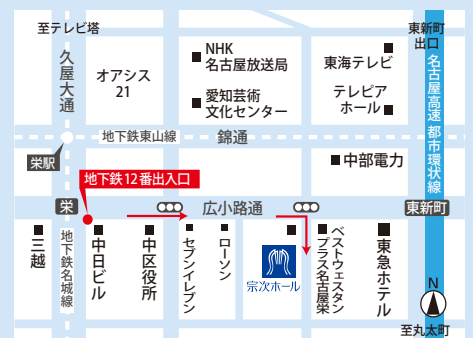 至テレビ塔
久屋大通
オアシス
21
NHK
名古屋放送局
愛知芸術
文化センター
東海テレビ
テレピア
ホール
東新町
出口
名古屋高速 都市環状線
地下鉄東山線
錦通
栄駅
中部電力
地下鉄12番出入口
栄
広小路通
東新町
三越
地下鉄名城線
中日ビル
中区役所
セブンイレブン
ローソン
宗次ホール
ベストウェスタン
プラス名古屋栄
東急ホテル
N
至丸太町